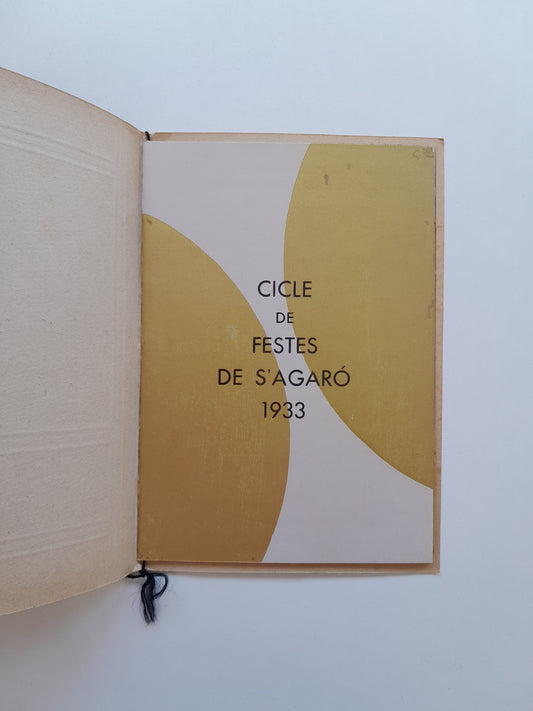 CICLE
DE
FESTES
DE S'AGARÓ
1933